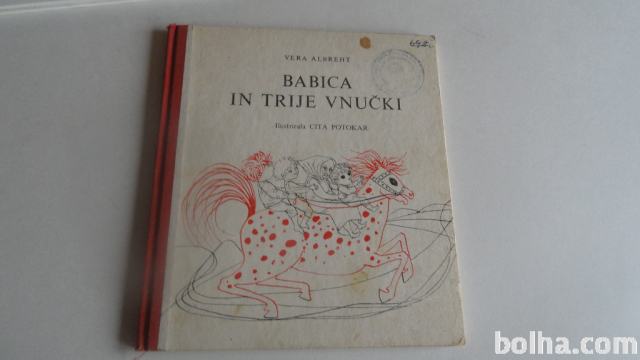 VERA ALBREHT
BABICA
IN TRIJE VNUČKI
Ilustrirala CITA POTOKAR
bolha.com